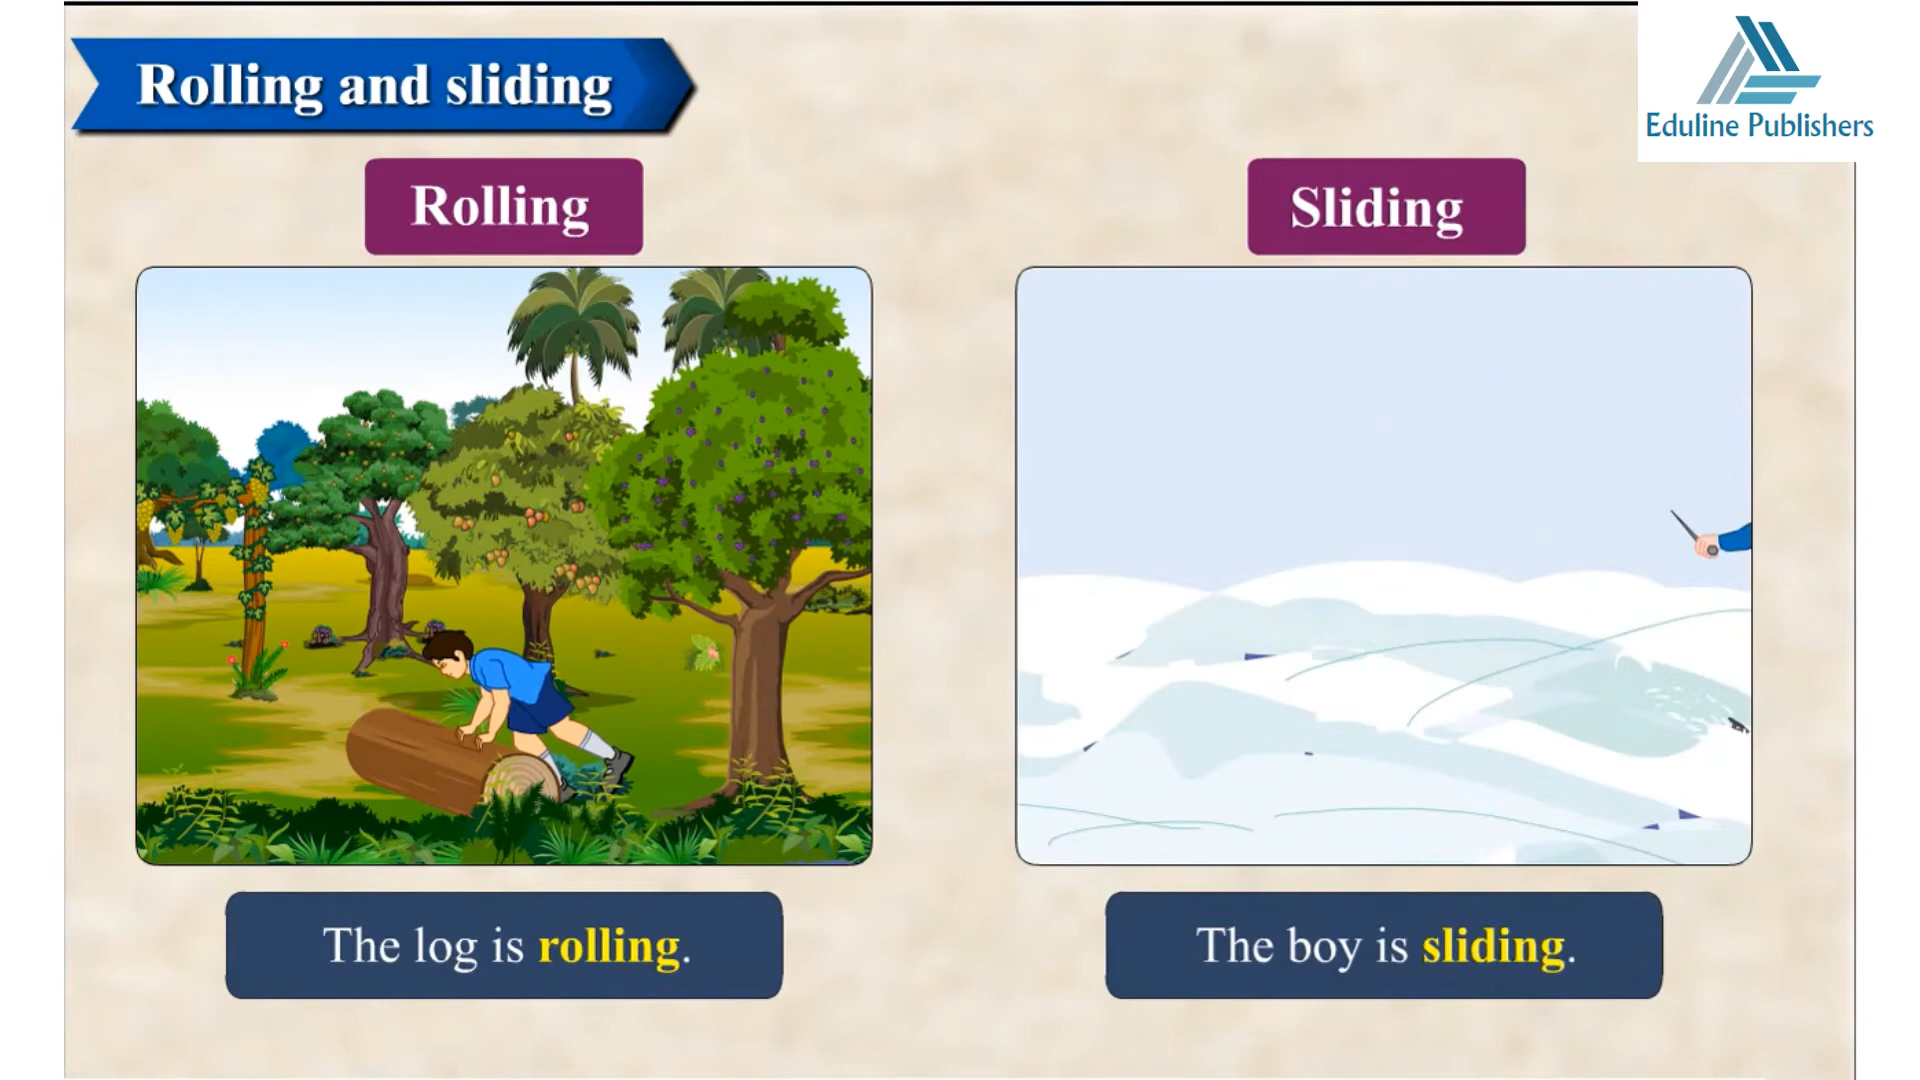 Rolling and sliding
Eduline Publishers
Rolling
Sliding
The log is rolling.
The boy is sliding.